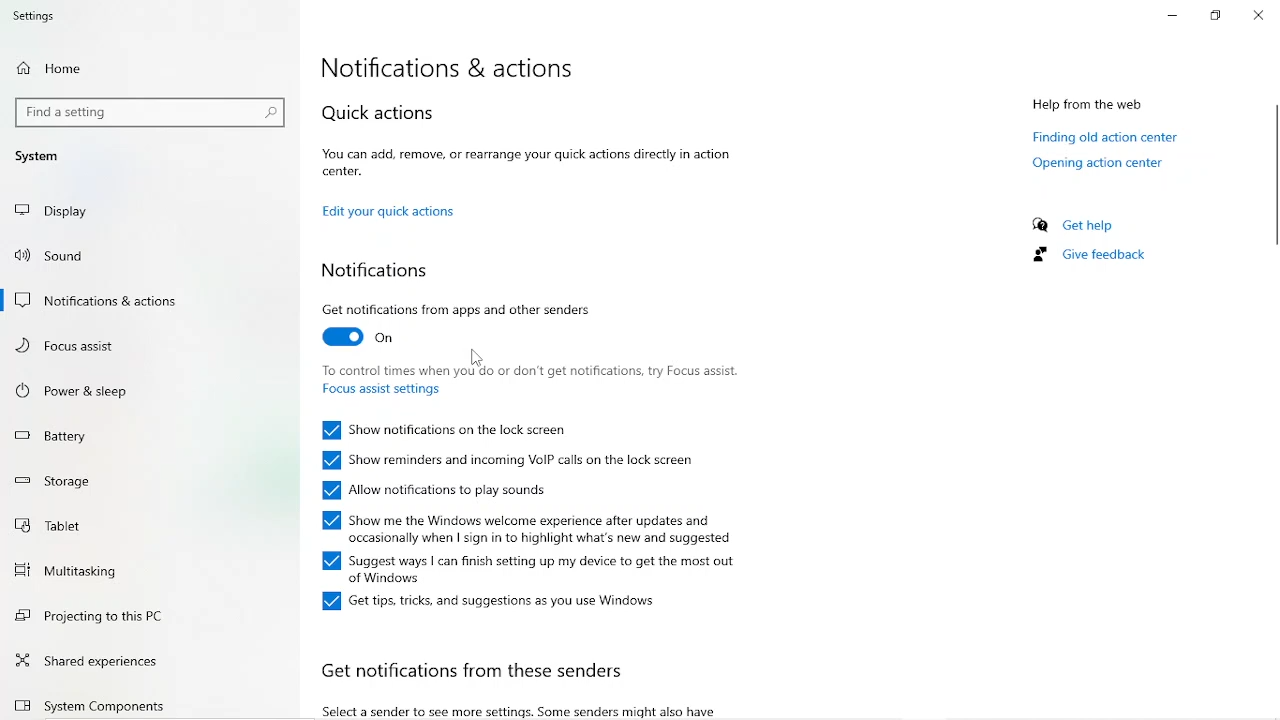 Settings
Home
Find a setting
System
Display
Sound
Notifications & actions
Focus assist
Power & sleep
Battery
Storage
Tablet
Multitasking
Projecting to this PC
Shared experiences
System Components
Notifications & actions
Quick actions
You can add, remove, or rearrange your quick actions directly in action
center.
Edit your quick actions
Notifications
Get notifications from apps and other senders
On
To control times when you do or don't get notifications, try Focus assist.
Focus assist settings
Show notifications on the lock screen
Show reminders and incoming VoIP calls on the lock screen
Allow notifications to play sounds
Show me the Windows welcome experience after updates and
occasionally when I sign in to highlight what's new and suggested
Suggest ways I can finish setting up my device to get the most out
of Windows
Get tips, tricks, and suggestions as you use Windows
Get notifications from these senders
Select a sender to see more settings. Some senders might also have
Help from the web
Finding old action center
Opening action center
Get help
Give feedback